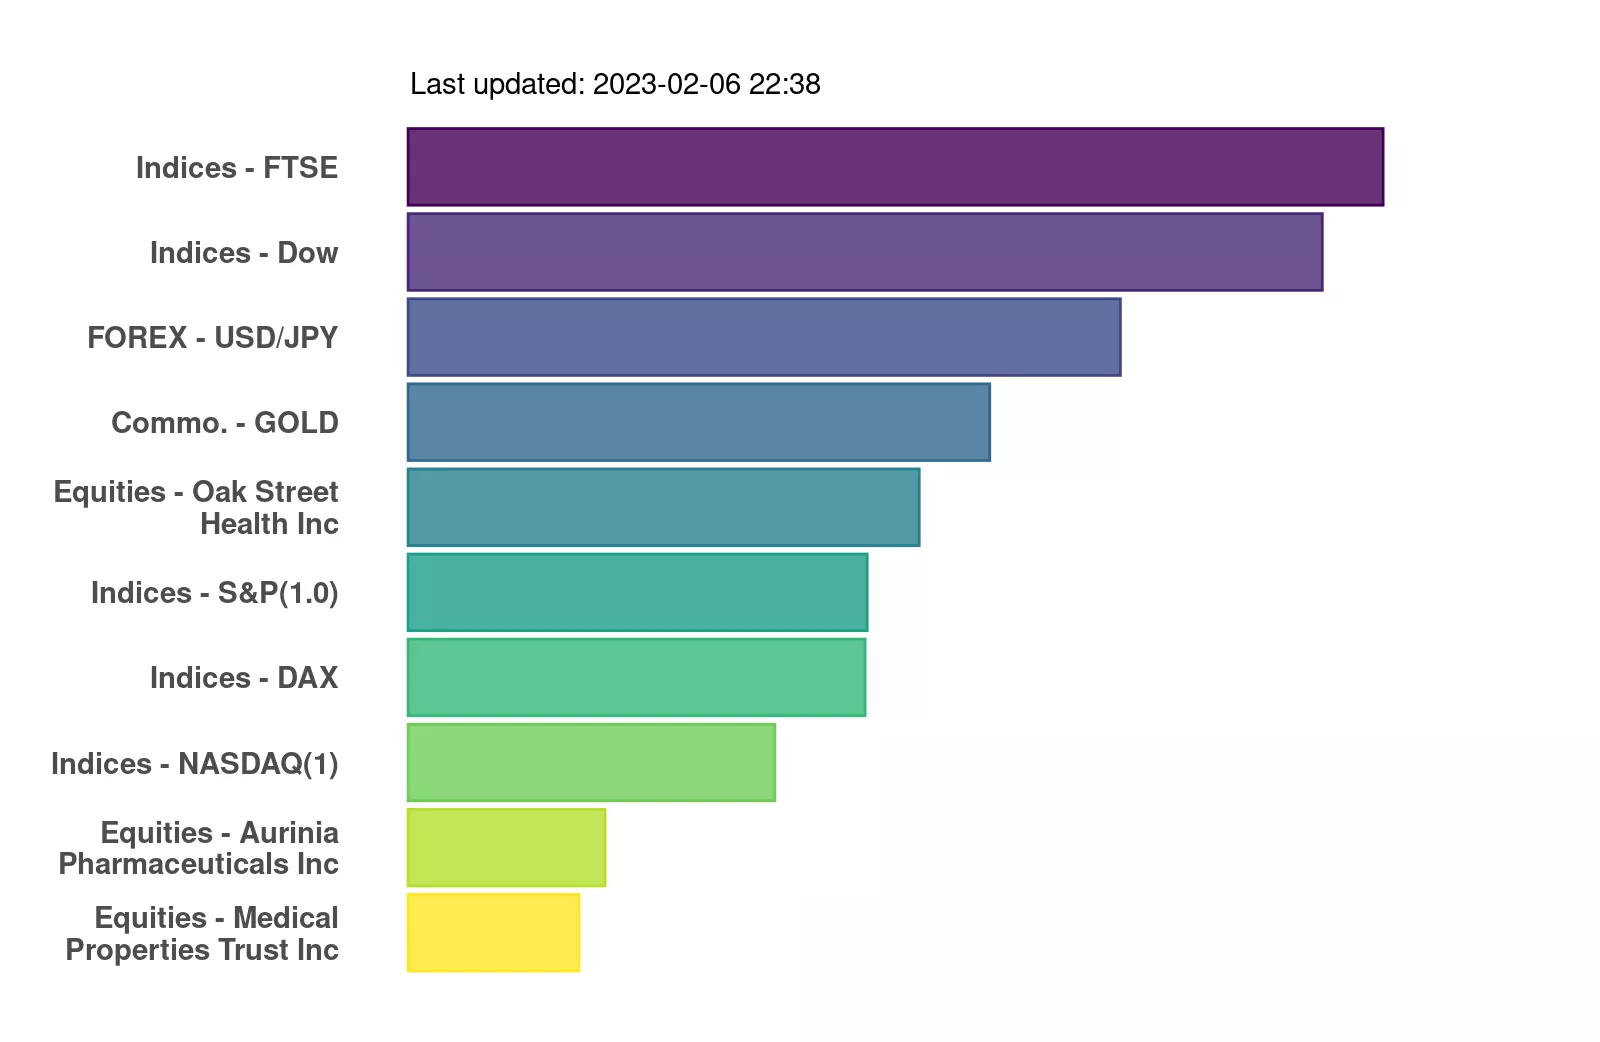 Last updated: 2023-02-06 22:38
Indices - FTSE
Indices - Dow
FOREX - USD/JPY
Commo. - GOLD
Equities - Oak Street
Health Inc
Indices - S&P(1.0)
Indices - DAX
Indices - NASDAQ(1)
Equities - Aurinia
Pharmaceuticals Inc
Equities - Medical
Properties Trust Inc